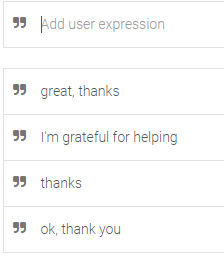 Add user expression
great, thanks
I'm grateful for helping
thanks
ok, thank you